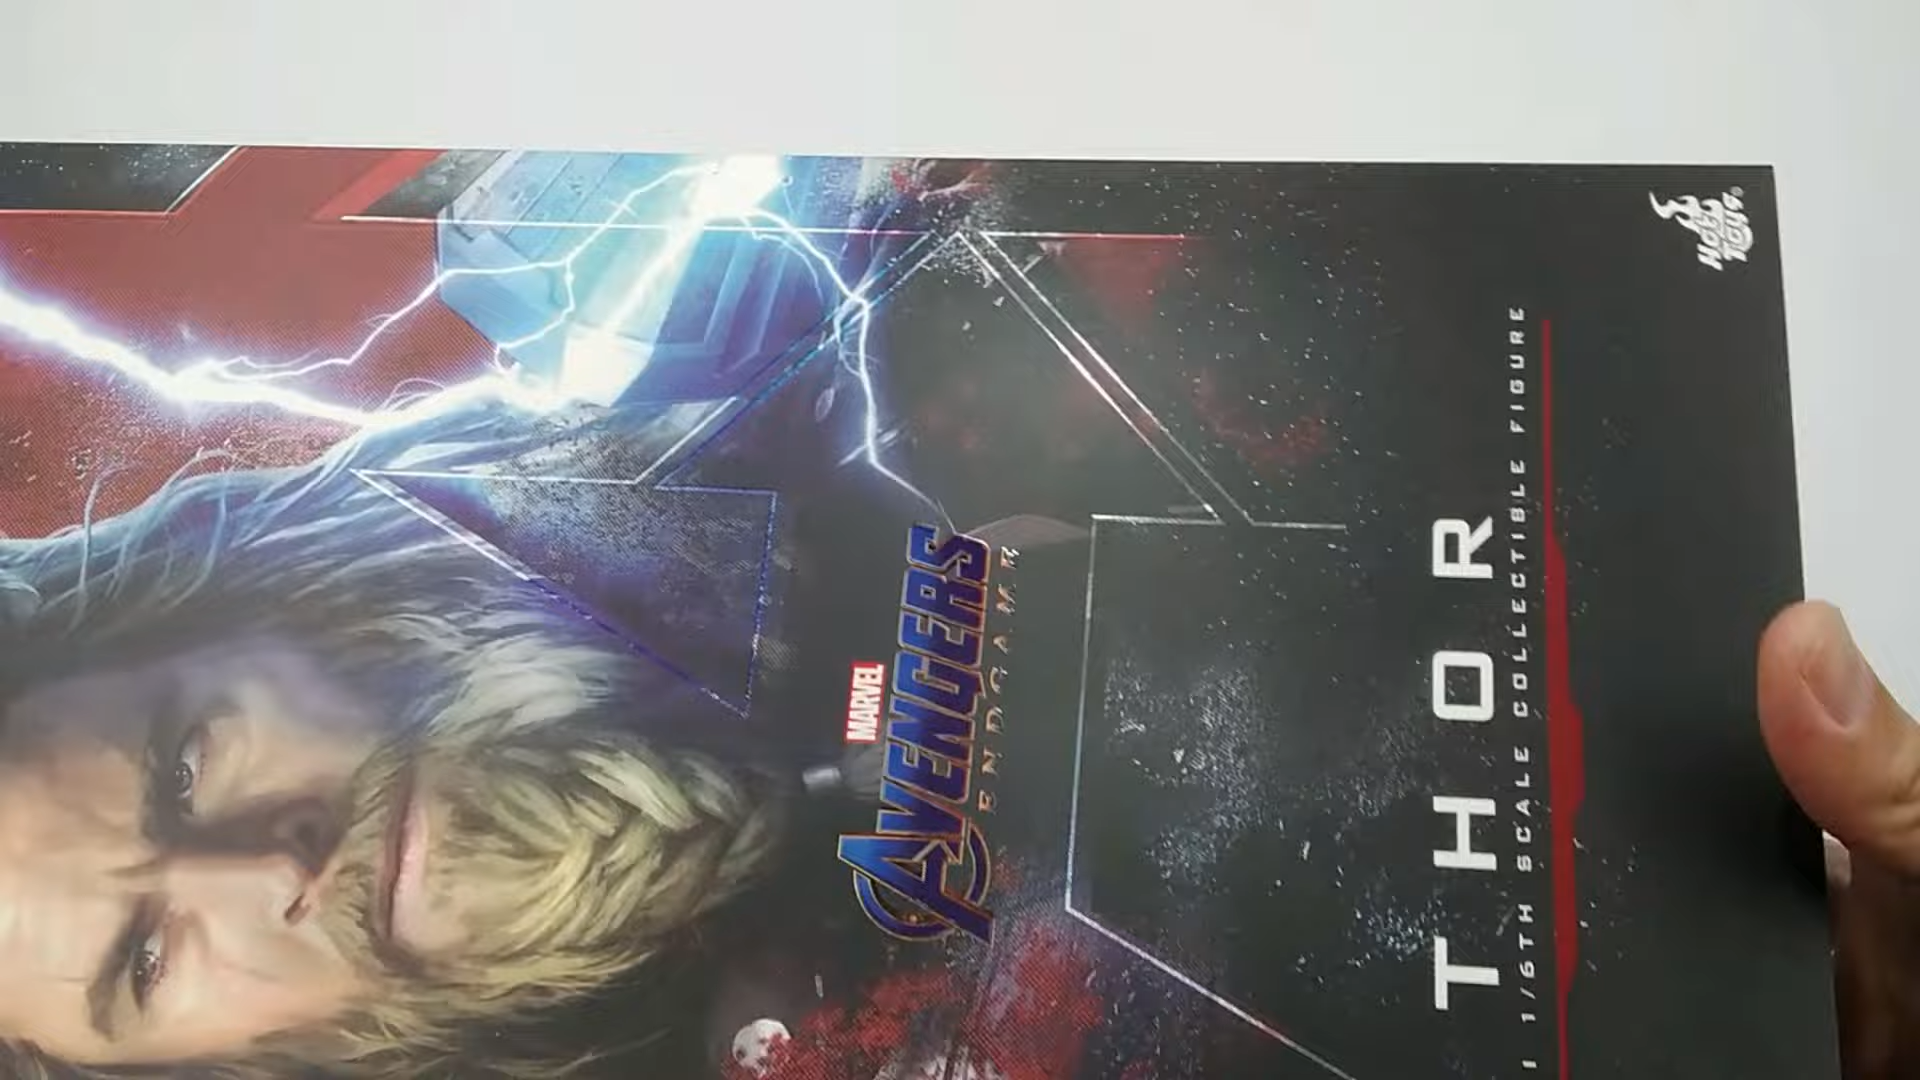 MARVEL
AVENGERS
ENDGAME
THOR
1/6TH SCALE COLLECTIBLE FIGURE
HOT
TOYS